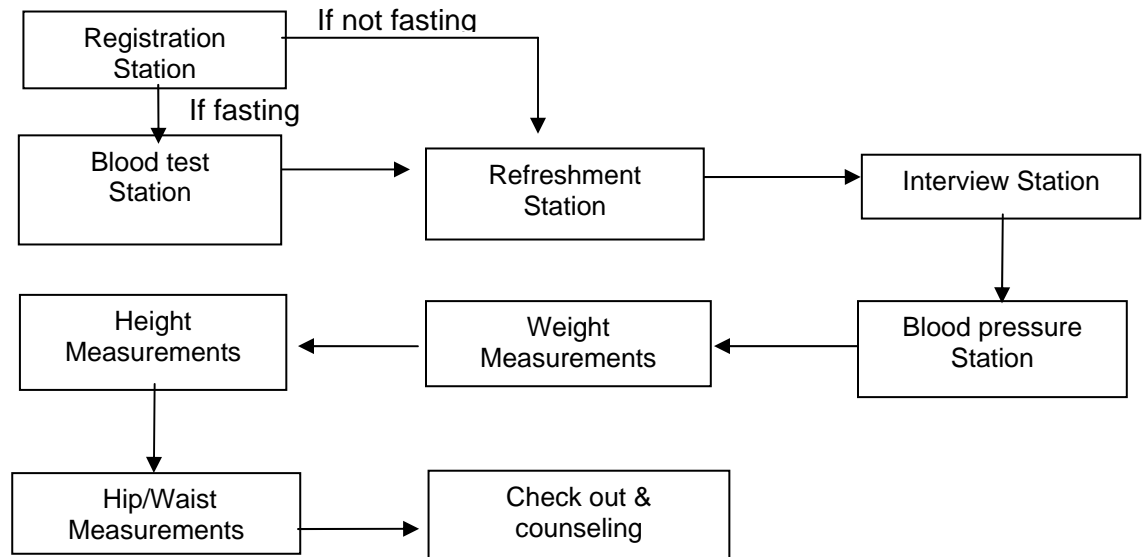 If not fasting
Registration
Station
If fasting
Blood test
Station
Refreshment
Station
Interview Station
Blood pressure
Station
Weight
Measurements
Height
Measurements
Hip/Waist
Measurements
Check out &
counseling